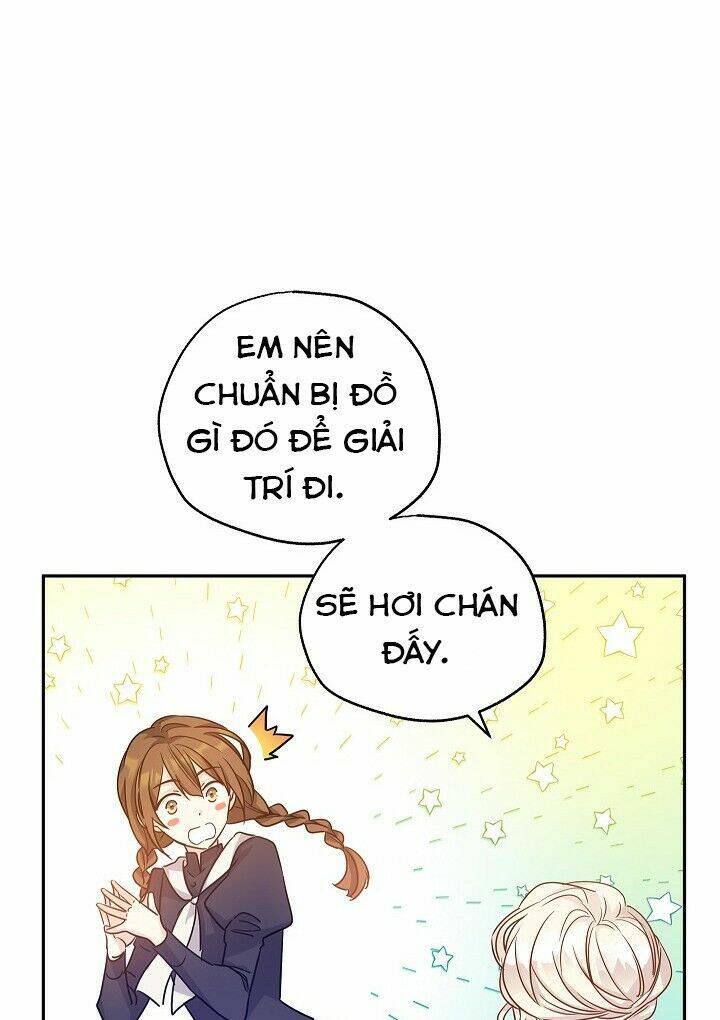 EM NÊN
CHUẨN BỊ ĐỒ
GÌ ĐÓ ĐỂ GIẢI
TRÍ ĐI.
SẼ HƠI CHÁN
ĐẤY.